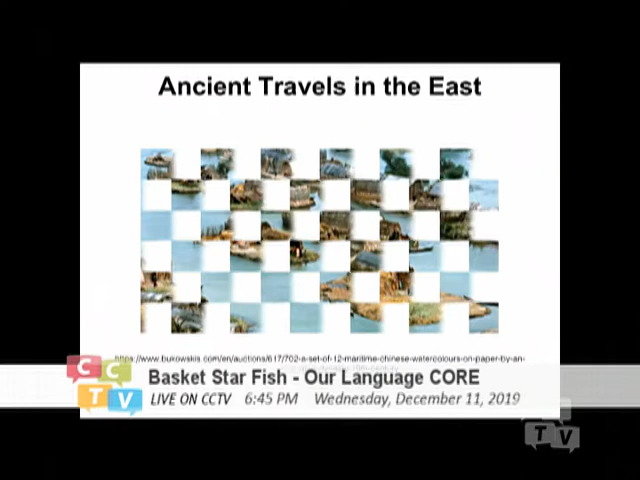 Ancient Travels in the East
https://www.bukowskis.com/en/auctions/617/702-a-set-of-12-maritime-chinese-watercolours-on-paper-by-an-
C C
T V
Basket Star Fish - Our Language CORE
LIVE ON CCTV 6:45 PM Wednesday, December 11, 2019
T V